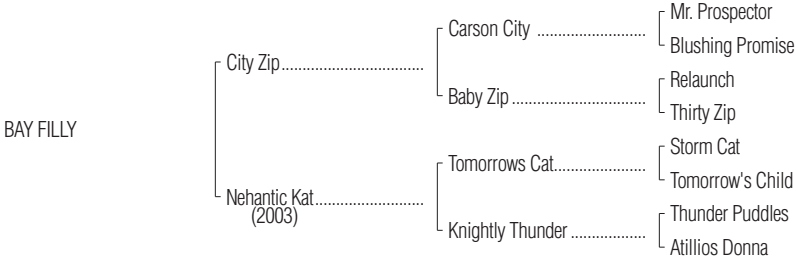 Mr. Prospector
Carson City ........................
Blushing Promise
City Zip................................
Relaunch
Baby Zip ..............................
Thirty Zip
BAY FILLY
Storm Cat
Tomorrows Cat.....................
Tomorrow's Child
Nehantic Kat........................
(2003)
Thunder Puddles
Knightly Thunder .................
Atillios Donna